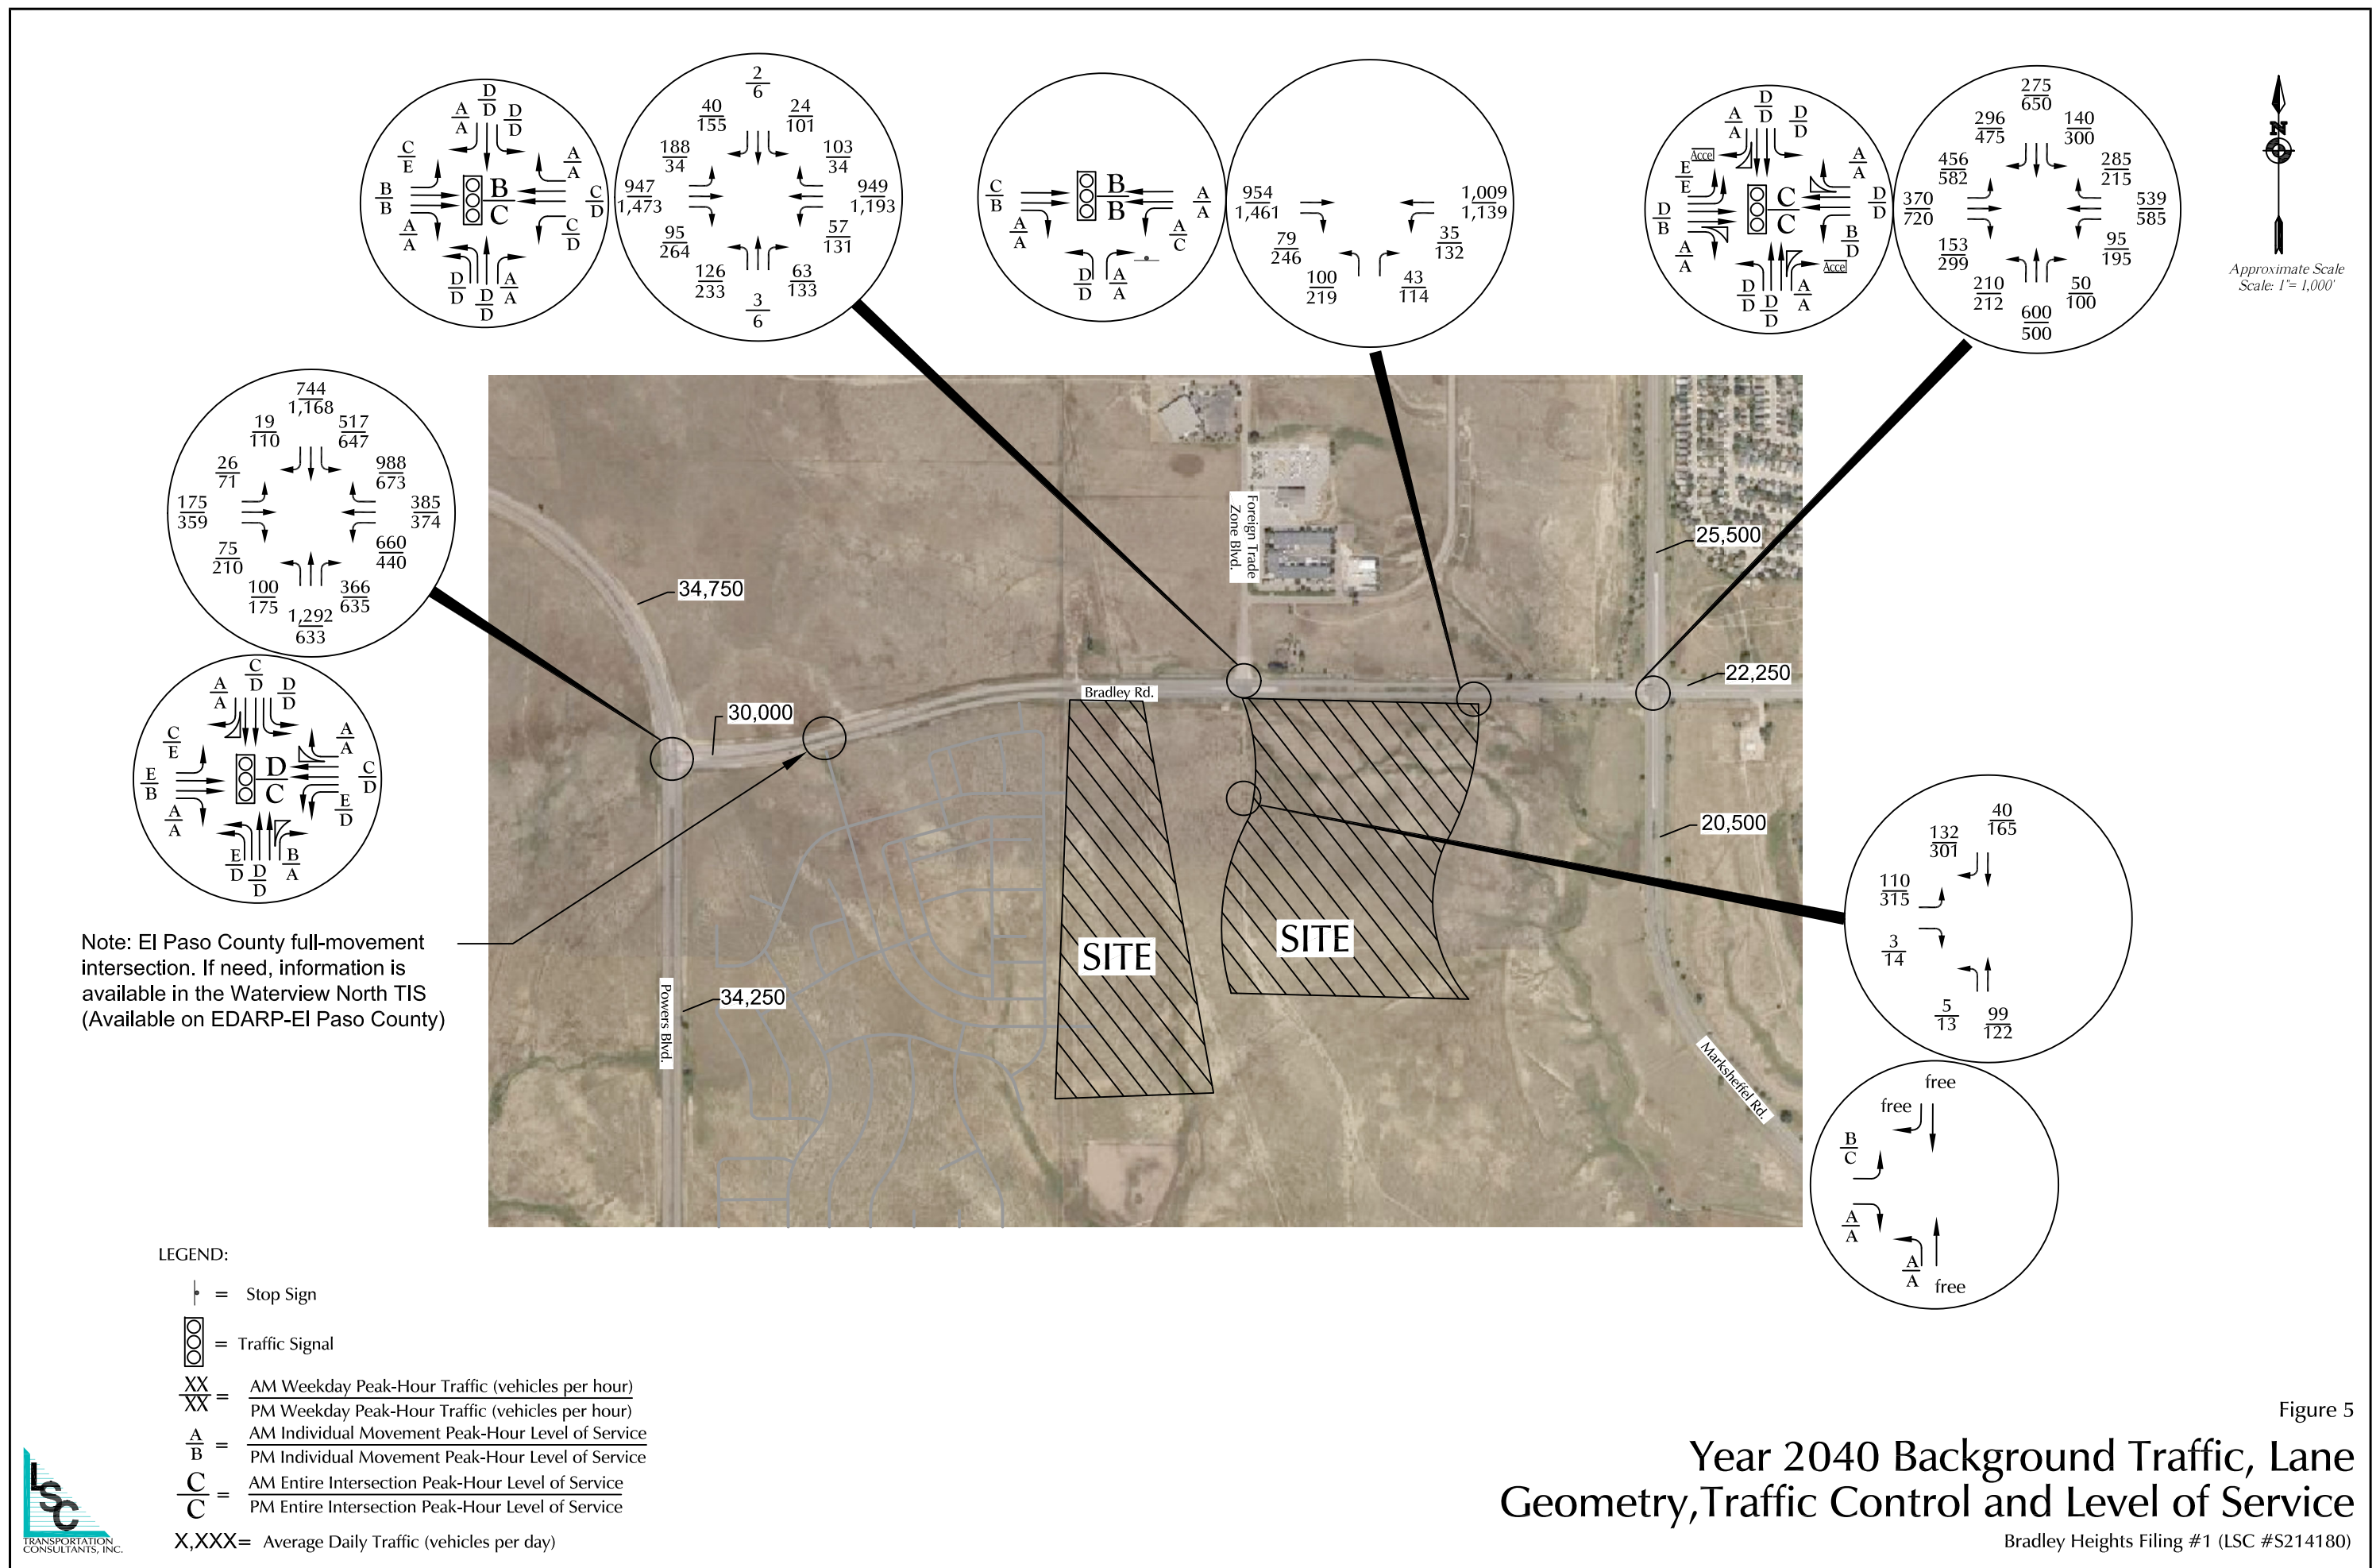 2
6
40
155
24
101
188
34
103
34
947
1,473
949
1,193
95
264
57
131
126
233
63
133
3
6
D
D
A
A
D
D
C
E
A
A
B
B
B
C
C
D
A
A
C
D
D
D
D
D
A
A
C
B
B
B
A
A
A
A
A
C
D
D
A
A
954
1,461
1,009
1,139
79
246
35
132
100
219
43
114
D
D
A
A
D
D
Accel
E
E
A
A
D
B
C
C
D
D
A
A
B
D
Accel
D
D
D
D
A
A
275
650
296
475
140
300
456
582
285
215
370
720
539
585
153
299
95
195
210
212
50
100
600
500
N
Approximate Scale
Scale: 1"= 1,000'
744
1,168
19
110
517
647
26
71
988
673
175
359
385
374
75
210
660
440
100
175
366
635
1,292
633
C
D
A
A
D
D
C
E
A
A
E
B
D
C
C
D
A
A
E
D
E
D
D
D
B
A
34,750
30,000
34,250
25,500
22,250
20,500
Foreign Trade
Zone Blvd.
Bradley Rd.
Powers Blvd.
Marksheffel Rd.
SITE
SITE
Note: El Paso County full-movement
intersection. If need, information is
available in the Waterview North TIS
(Available on EDARP-El Paso County)
40
165
132
301
110
315
3
14
5
13
99
122
free
free
B
C
A
A
A
A
free
LEGEND:
= Stop Sign
= Traffic Signal
XX
XX
=
AM Weekday Peak-Hour Traffic (vehicles per hour)
PM Weekday Peak-Hour Traffic (vehicles per hour)
A
B
=
AM Individual Movement Peak-Hour Level of Service
PM Individual Movement Peak-Hour Level of Service
C
C
=
AM Entire Intersection Peak-Hour Level of Service
PM Entire Intersection Peak-Hour Level of Service
X,XXX= Average Daily Traffic (vehicles per day)
LSC
TRANSPORTATION
CONSULTANTS, INC.
Figure 5
Year 2040 Background Traffic, Lane
Geometry,Traffic Control and Level of Service
Bradley Heights Filing #1 (LSC #S214180)